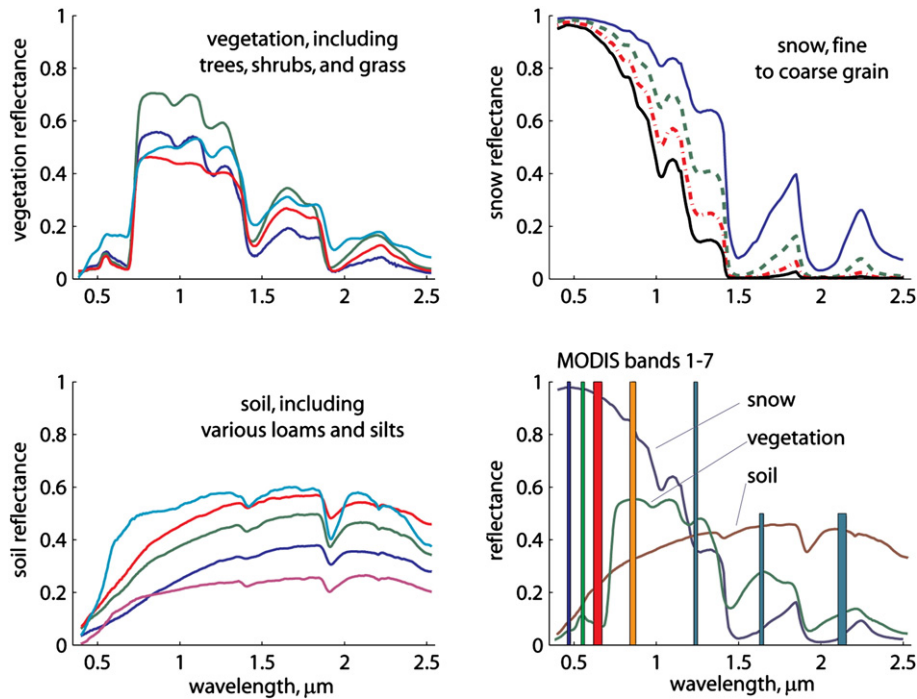 vegetation, including
trees, shrubs, and grass
vegetation reflectance
1
0.8
0.6
0.4
0.2
0
0.5 1 1.5 2 2.5
snow, fine
to coarse grain
snow reflectance
1
0.8
0.6
0.4
0.2
0
0.5 1 1.5 2 2.5
soil, including
various loams and silts
soil reflectance
1
0.8
0.6
0.4
0.2
0
0.5 1 1.5 2 2.5
wavelength, μm
MODIS bands 1-7
snow
vegetation
soil
reflectance
1
0.8
0.6
0.4
0.2
0
0.5 1 1.5 2 2.5
wavelength, μm